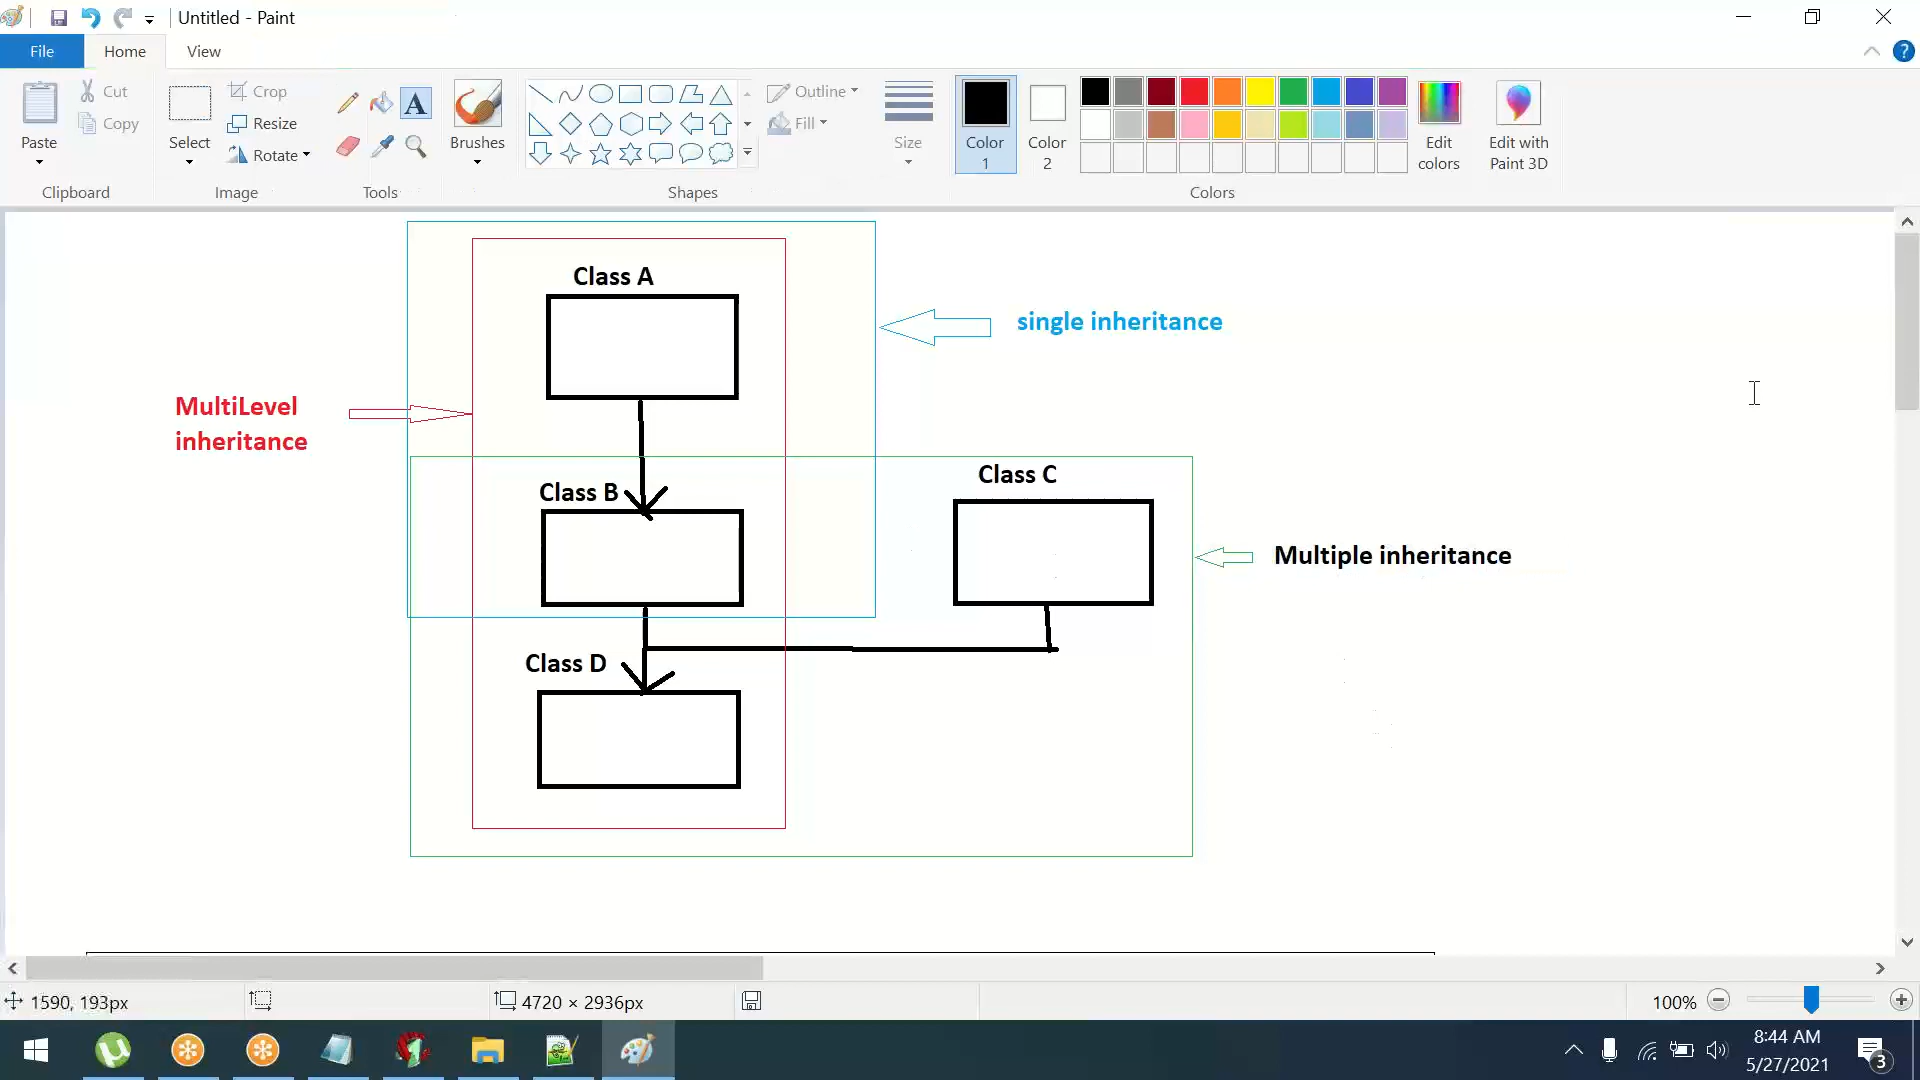 Untitled - Paint
File Home View
Paste
Cut
Copy
Clipboard
Select
Crop
Resize
Rotate
Image
A
Tools
Brushes
Shapes
Outline
Fill
Size
Color 1
Color 2
Edit colors
Edit with Paint 3D
Colors
Class A
single inheritance
MultiLevel
inheritance
Class B
Class C
Multiple inheritance
Class D
1590, 193px
4720 × 2936px
100%
8:44 AM
5/27/2021
3